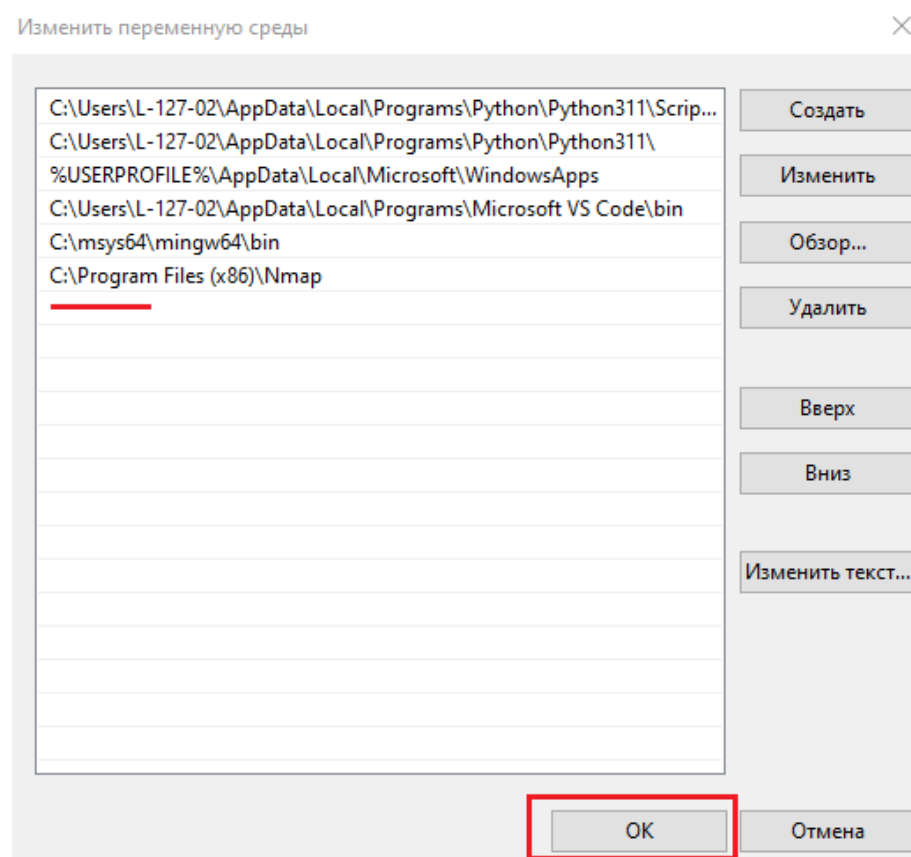 Изменить переменную среды
C:\Users\L-127-02\AppData\Local\Programs\Python\Python311\Scrip...
C:\Users\L-127-02\AppData\Local\Programs\Python\Python311\
%USERPROFILE%\AppData\Local\Microsoft\WindowsApps
C:\Users\L-127-02\AppData\Local\Programs\Microsoft VS Code\bin
C:\msys64\mingw64\bin
C:\Program Files (x86)\Nmap
Создать
Изменить
Обзор...
Удалить
Вверх
Вниз
Изменить текст...
ОК
Отмена